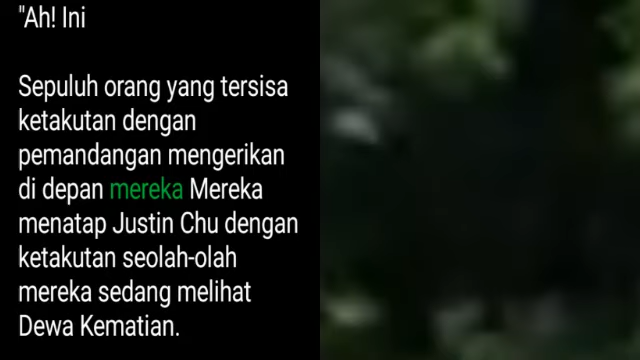 "Ah! Ini
Sepuluh orang yang tersisa
ketakutan dengan
pemandangan mengerikan
di depan mereka Mereka
menatap Justin Chu dengan
ketakutan seolah-olah
mereka sedang melihat
Dewa Kematian.